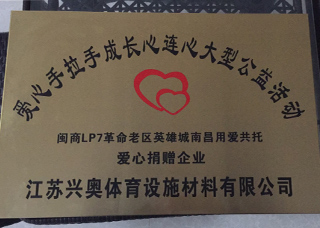 爱心手拉手成长心连心大型公益活动
闽商LP7革命老区英雄城南昌用爱共托
爱心捐赠企业
江苏兴奥体育设施材料有限公司